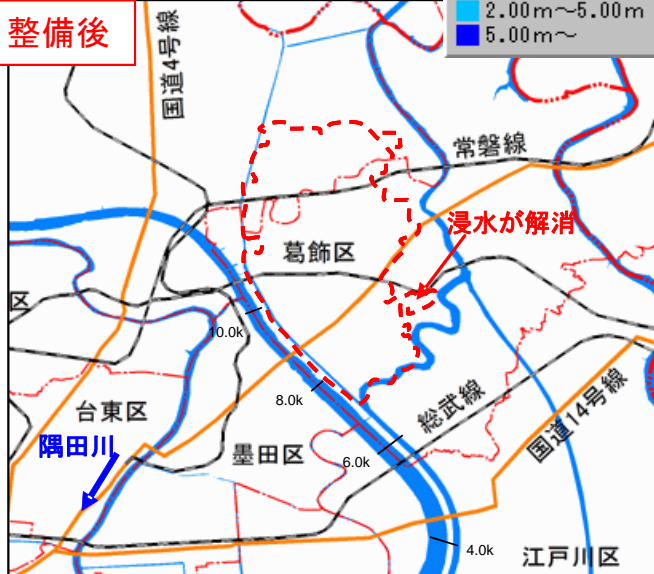 整備後
2.00m～5.00m
5.00m～
国道4号線
常磐線
浸水が解消
葛飾区
区
10.0k
8.0k
台東区
総武線
国道14号線
隅田川
墨田区
6.0k
4.0k
江戸川区